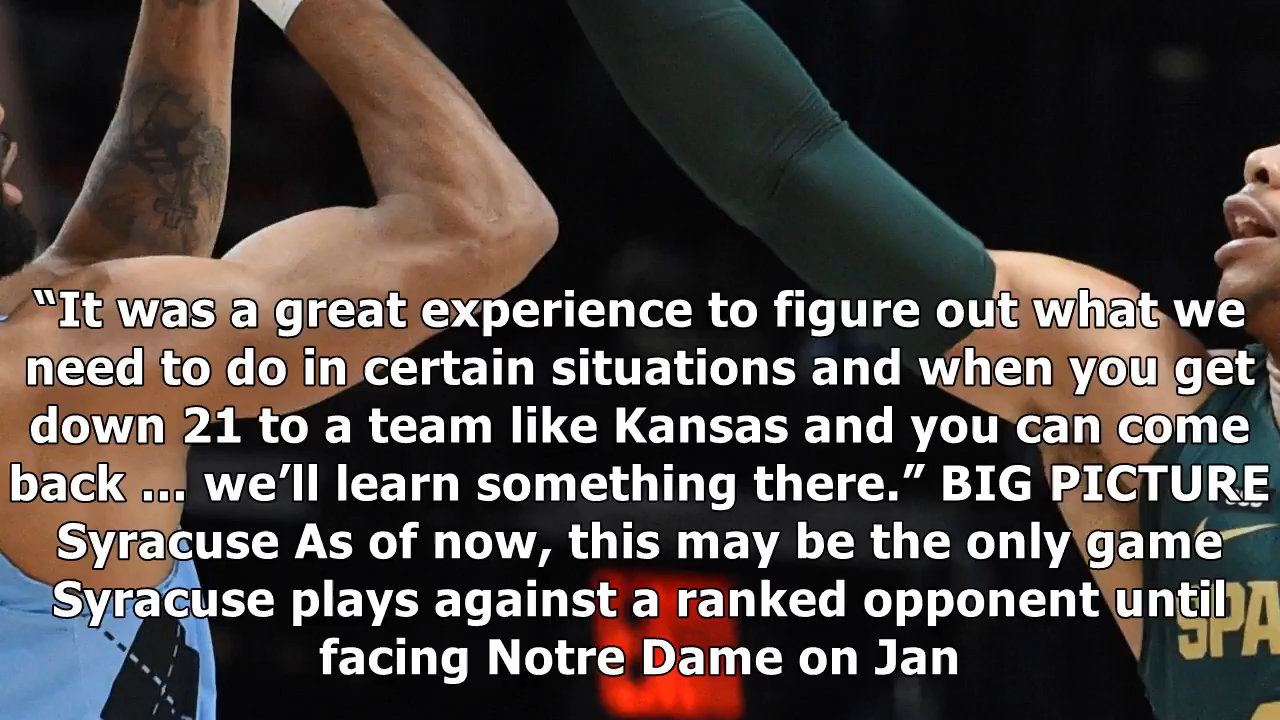 “It was a great experience to figure out what we
need to do in certain situations and when you get
down 21 to a team like Kansas and you can come
back ... we’ll learn something there.” BIG PICTURE
Syracuse As of now, this may be the only game
Syracuse plays against a ranked opponent until
facing Notre Dame on Jan
SPA